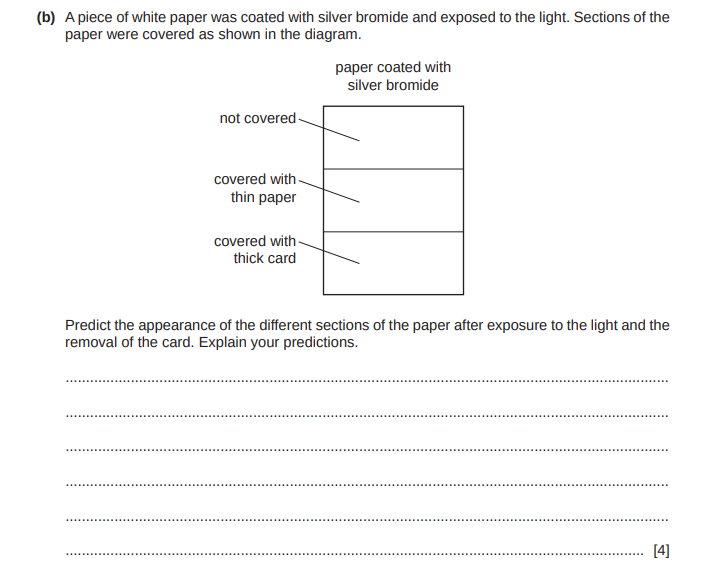 (b) A piece of white paper was coated with silver bromide and exposed to the light. Sections of the
paper were covered as shown in the diagram.
paper coated with
silver bromide
not covered
covered with
thin paper
covered with
thick card
Predict the appearance of the different sections of the paper after exposure to the light and the
removal of the card. Explain your predictions.
[4]